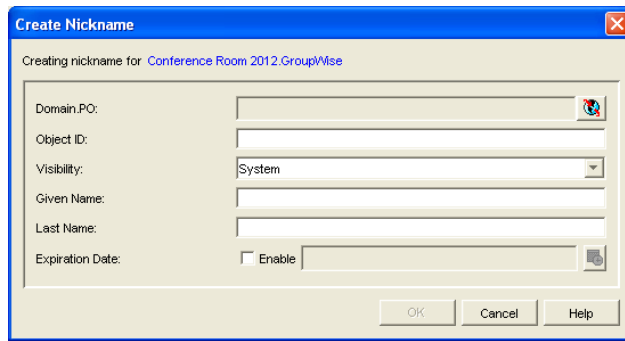 Create Nickname
Creating nickname for Conference Room 2012.GroupWise
Domain.PO:
Object ID:
Visibility: System
Given Name:
Last Name:
Expiration Date: Enable
OK Cancel Help